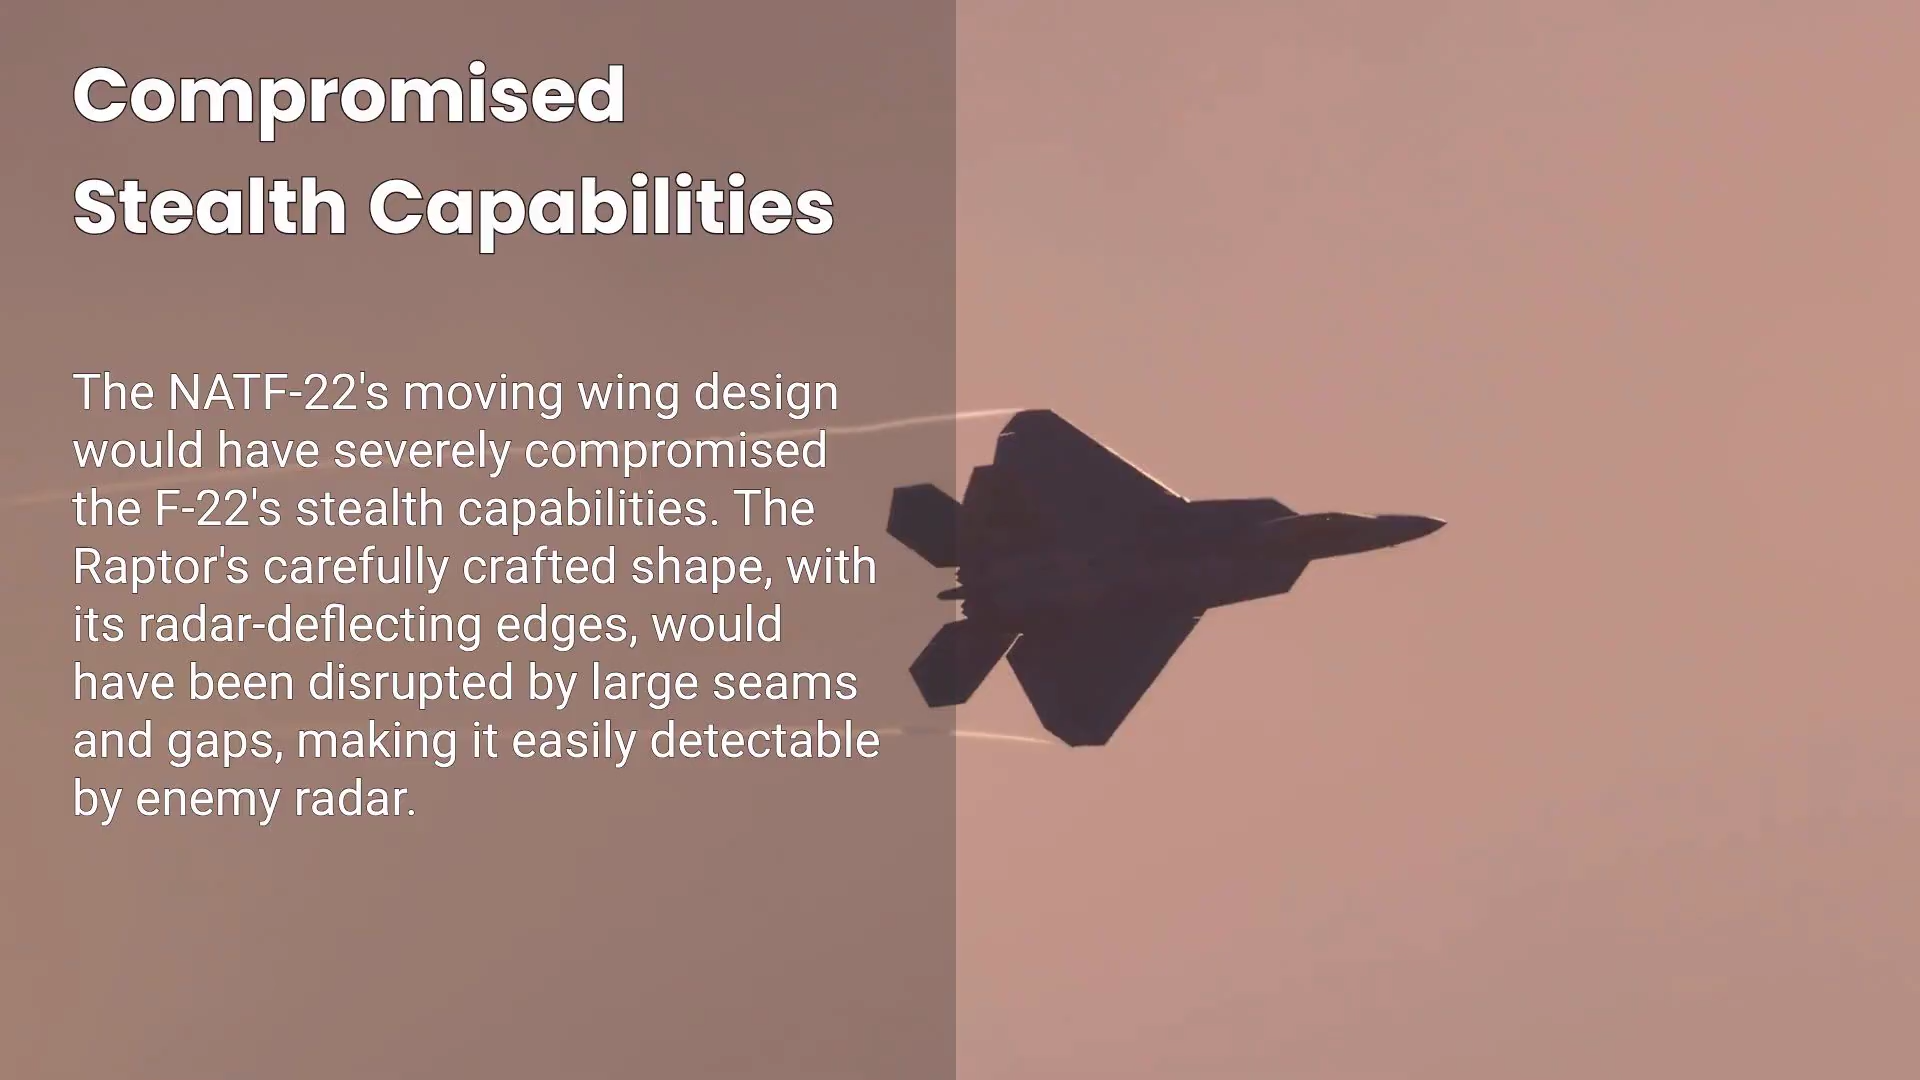 Compromised
Stealth Capabilities
The NATF-22's moving wing design
would have severely compromised
the F-22's stealth capabilities. The
Raptor's carefully crafted shape, with
its radar-deflecting edges, would
have been disrupted by large seams
and gaps, making it easily detectable
by enemy radar.